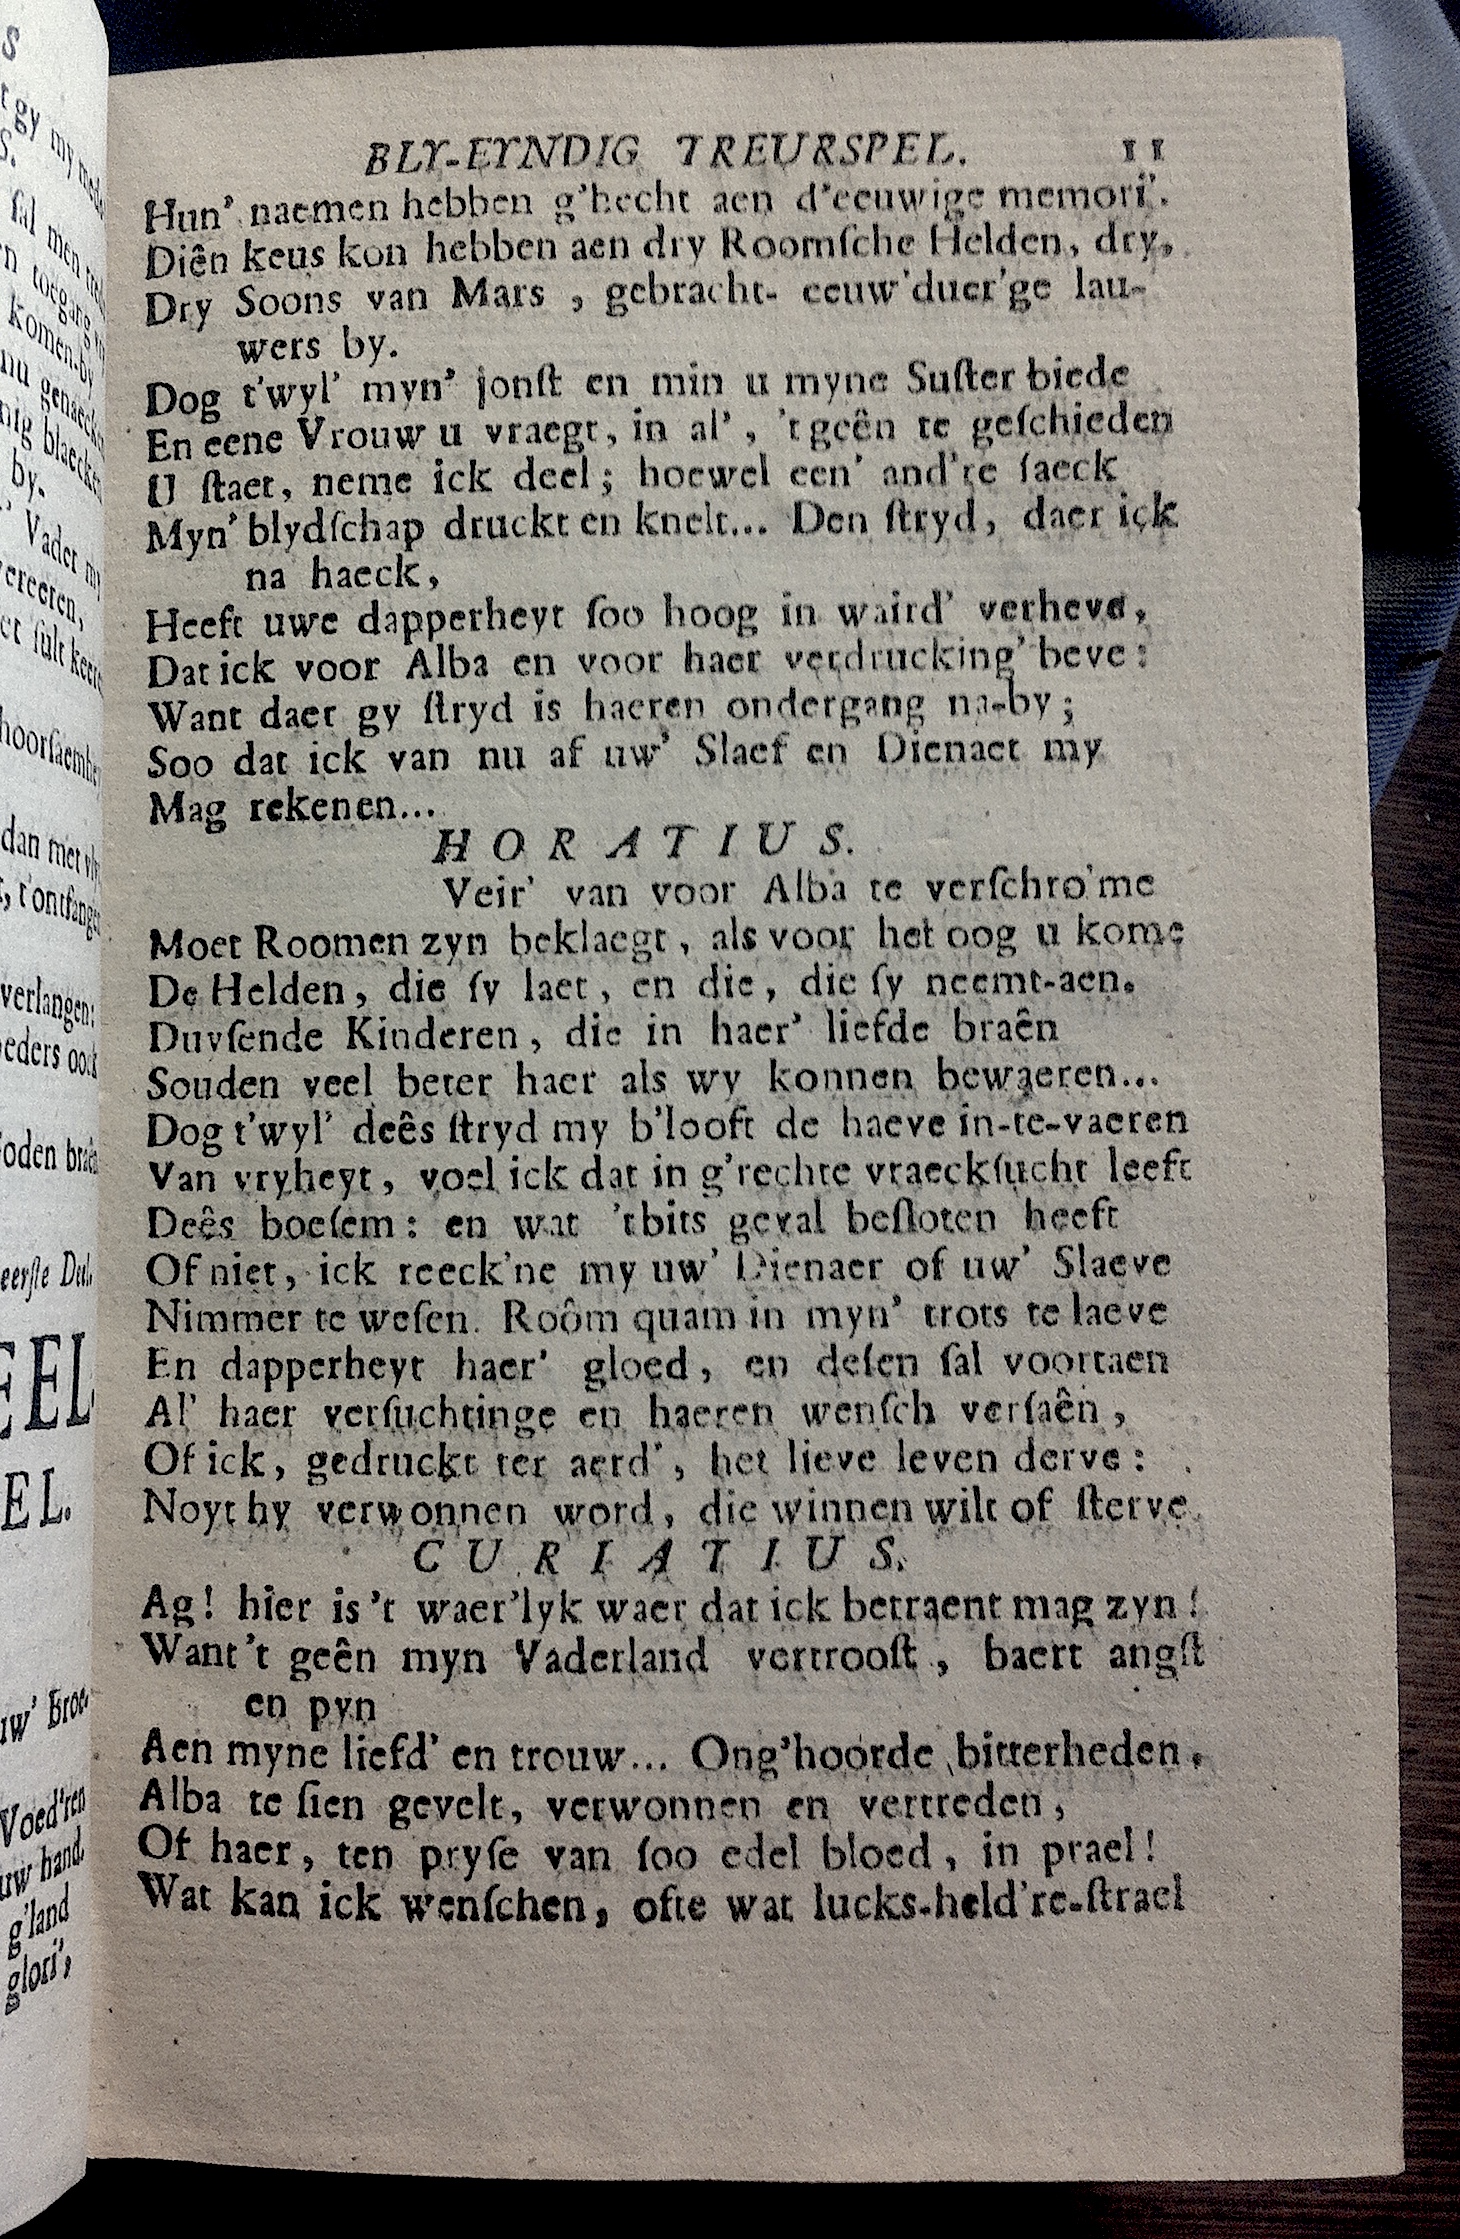 BLY-EYNDIG TREURSPEL. 11
Hun' naemen hebben g'hecht aen d'eeuwige memori'.
Diên keus kon hebben aen dry Roomſche Helden, dry,
Dry Soons van Mars , gebracht- eeuw'duer'ge lau-
wers by.
Dog t'wyl' myn' jonſt en min u myne Suſter biede
En eene Vrouw u vraegt, in al' , 't geên te geſchieden
U ſtaet, neme ick deel ; hoewel een' and're ſaeck
Myn' blydſchap druckt en knelt... Den ſtryd, daer ick
na haeck,
Heeft uwe dapperheyt ſoo hoog in waird' verheve,
Dat ick voor Alba en voor haer verdrucking' beve :
Want daer gy ſtryd is haeren ondergang na-by ;
Soo dat ick van nu af uw' Slaef en Dienaer my
Mag rekenen...
HORATIUS.
Veir' van voor Alba te verſchro'me
Moet Roomen zyn beklaegt , als voor het oog u kome
De Helden , die ſy laet , en die , die ſy neemt-aen.
Duyſende Kinderen , die in haer' liefde braên
Souden veel beter haer als wy konnen bewaeren...
Dog t'wyl' deês ſtryd my b'looft de haeve in-te-vaeren
Van vryheyt, voel ick dat in g'rechte vraeckſucht leeft
Deês boeſem : en wat 't bits geval beſloten heeft
Of niet, ick reeck'ne my uw' Dienaer of uw' Slaeve
Nimmer te weſen. Roôm quam in myn' trots te laeve
En dapperheyt haer' gloed, en deſen ſal voortaen
Al' haer verſuchtinge en haeren wenſch verſaên ,
Of ick, gedruckt ter aerd', het lieve leven derve :
Noyt hy verwonnen word, die winnen wilt of ſterve.
CURIATIUS.
Ag! hier is 't waer'lyk waer dat ick betraent mag zyn !
Want 't geên myn Vaderland vertrooſt , baert angſt
en pyn
Aen myne liefd' en trouw... Ong'hoorde bitterheden,
Alba te ſien gevelt, verwonnen en vertreden ,
Of haer , ten pryſe van ſoo edel bloed , in prael!
Wat kan ick wenſchen, ofte wat lucks-held're-ſtrael